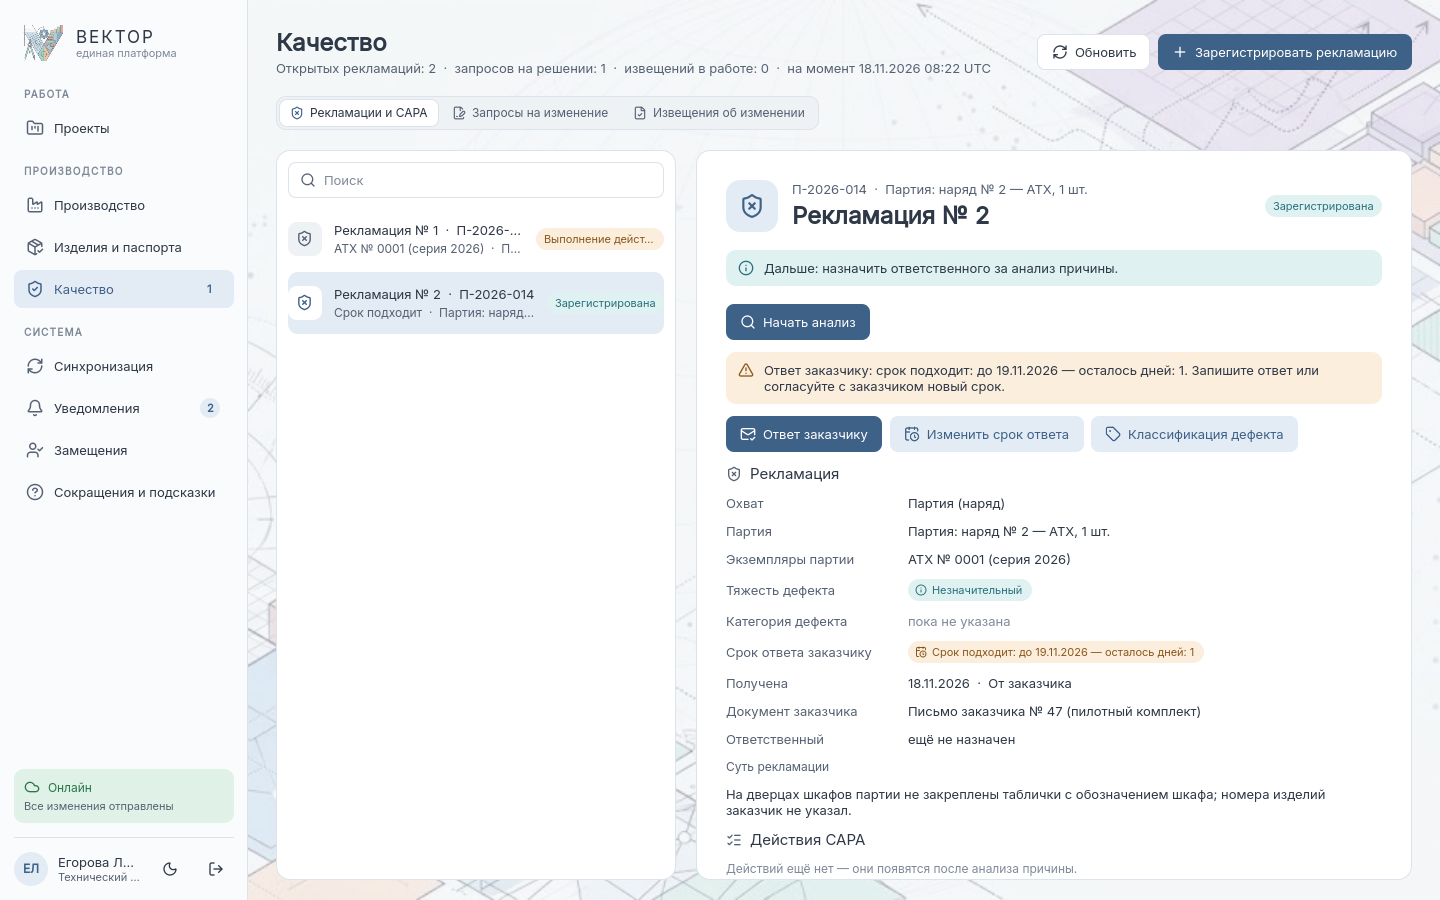 ВЕКТОР
единая платформа
РАБОТА
Проекты
ПРОИЗВОДСТВО
Производство
Изделия и паспорта
Качество 1
СИСТЕМА
Синхронизация
Уведомления 2
Замещения
Сокращения и подсказки
Онлайн
Все изменения отправлены
ЕЛ
Егорова Л...
Технический ...
Качество
Открытых рекламаций: 2 · запросов на решении: 1 · извещений в работе: 0 · на момент 18.11.2026 08:22 UTC
Обновить
Зарегистрировать рекламацию
Рекламации и CAPA
Запросы на изменение
Извещения об изменении
Поиск
Рекламация № 1 · П-2026-...
АТХ № 0001 (серия 2026) · П...
Выполнение дейст...
Рекламация № 2 · П-2026-014
Срок подходит · Партия: наряд...
Зарегистрирована
П-2026-014 · Партия: наряд № 2 — АТХ, 1 шт.
Рекламация № 2
Зарегистрирована
Дальше: назначить ответственного за анализ причины.
Начать анализ
Ответ заказчику: срок подходит: до 19.11.2026 — осталось дней: 1. Запишите ответ или
согласуйте с заказчиком новый срок.
Ответ заказчику
Изменить срок ответа
Классификация дефекта
Рекламация
Охват Партия (наряд)
Партия Партия: наряд № 2 — АТХ, 1 шт.
Экземпляры партии АТХ № 0001 (серия 2026)
Тяжесть дефекта Незначительный
Категория дефекта пока не указана
Срок ответа заказчику Срок подходит: до 19.11.2026 — осталось дней: 1
Получена 18.11.2026 · От заказчика
Документ заказчика Письмо заказчика № 47 (пилотный комплект)
Ответственный ещё не назначен
Суть рекламации
На дверцах шкафов партии не закреплены таблички с обозначением шкафа; номера изделий
заказчик не указал.
Действия CAPA
Действий ещё нет — они появятся после анализа причины.